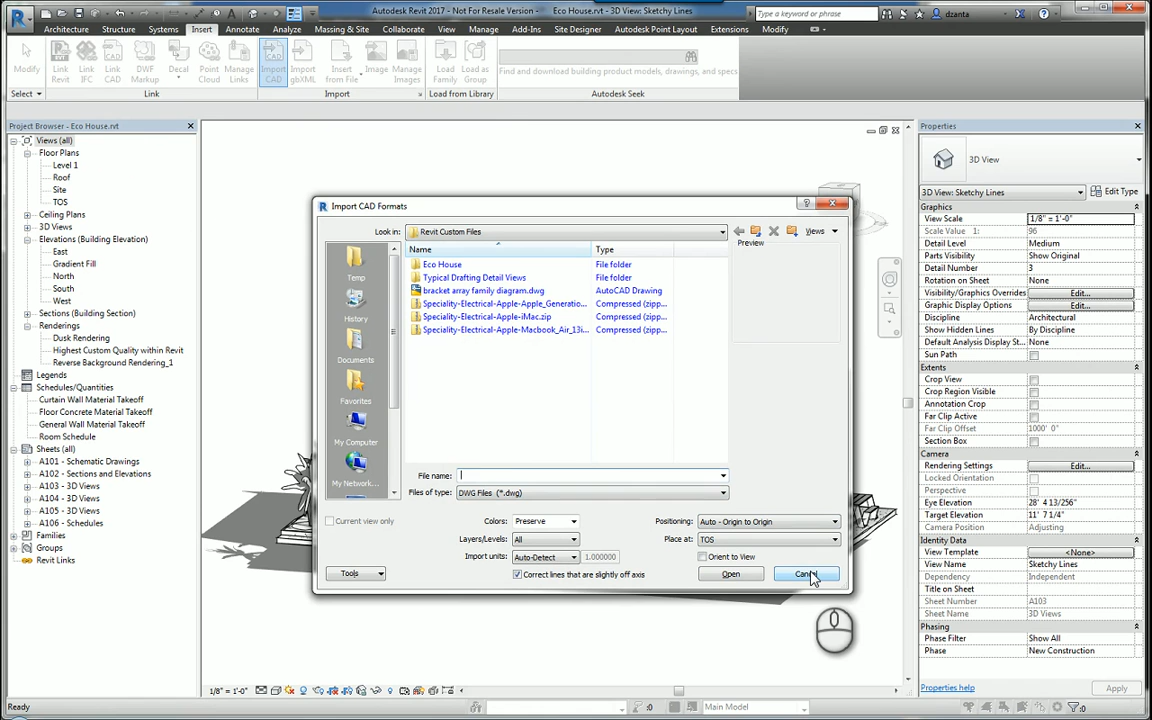 Autodesk Revit 2017 - Not For Resale Version - Eco House.rvt - 3D View: Sketchy Lines
Type a keyword or phrase
dzanta
Architecture Structure Systems Insert Annotate Analyze Massing & Site Collaborate View Manage Add-Ins Site Designer Autodesk Point Layout Extensions Modify
Modify
Link Revit
Link IFC
Link CAD
DWF Markup
Decal
Point Cloud
Manage Links
Import CAD
Import gbXML
Insert from File
Image
Manage Images
Load Family
Load as Group
Find and download building product models, drawings, and specs
Select
Link
Import
Load from Library
Autodesk Seek
Project Browser - Eco House.rvt
Views (all)
Floor Plans
Level 1
Roof
Site
TOS
Ceiling Plans
3D Views
Elevations (Building Elevation)
East
Gradient Fill
North
South
West
Sections (Building Section)
Renderings
Dusk Rendering
Highest Custom Quality within Revit
Reverse Background Rendering_1
Legends
Schedules/Quantities
Curtain Wall Material Takeoff
Floor Concrete Material Takeoff
General Wall Material Takeoff
Room Schedule
Sheets (all)
A101 - Schematic Drawings
A102 - Sections and Elevations
A103 - 3D Views
A104 - 3D Views
A105 - 3D Views
A106 - Schedules
Families
Groups
Revit Links
Import CAD Formats
Look in: Revit Custom Files
Views
Name Type
Preview
Eco House File folder
Typical Drafting Detail Views File folder
bracket array family diagram.dwg AutoCAD Drawing
Speciality-Electrical-Apple-Apple_Generatio... Compressed (zipp...
Speciality-Electrical-Apple-iMac.zip Compressed (zipp...
Speciality-Electrical-Apple-Macbook_Air_13i... Compressed (zipp...
Temp
History
Documents
Favorites
My Computer
My Network...
File name:
Files of type: DWG Files (*.dwg)
Current view only
Colors: Preserve
Positioning: Auto - Origin to Origin
Layers/Levels: All
Place at: TOS
Import units: Auto-Detect 1.000000
Orient to View
Correct lines that are slightly off axis
Tools
Open
Cancel
Properties
3D View
3D View: Sketchy Lines Edit Type
Graphics
View Scale 1/8" = 1'-0"
Scale Value 1: 96
Detail Level Medium
Parts Visibility Show Original
Detail Number 3
Rotation on Sheet None
Visibility/Graphics Overrides Edit...
Graphic Display Options Edit...
Discipline Architectural
Show Hidden Lines By Discipline
Default Analysis Display St... None
Sun Path
Extents
Crop View
Crop Region Visible
Annotation Crop
Far Clip Active
Far Clip Offset 1000' 0"
Section Box
Camera
Rendering Settings Edit...
Locked Orientation
Perspective
Eye Elevation 28' 4 13/256"
Target Elevation 11' 7 1/4"
Camera Position Adjusting
Identity Data
View Template <None>
View Name Sketchy Lines
Dependency Independent
Title on Sheet
Sheet Number A103
Sheet Name 3D Views
Phasing
Phase Filter Show All
Phase New Construction
Properties help
Apply
1/8" = 1'-0"
Ready
:0
Main Model
:0